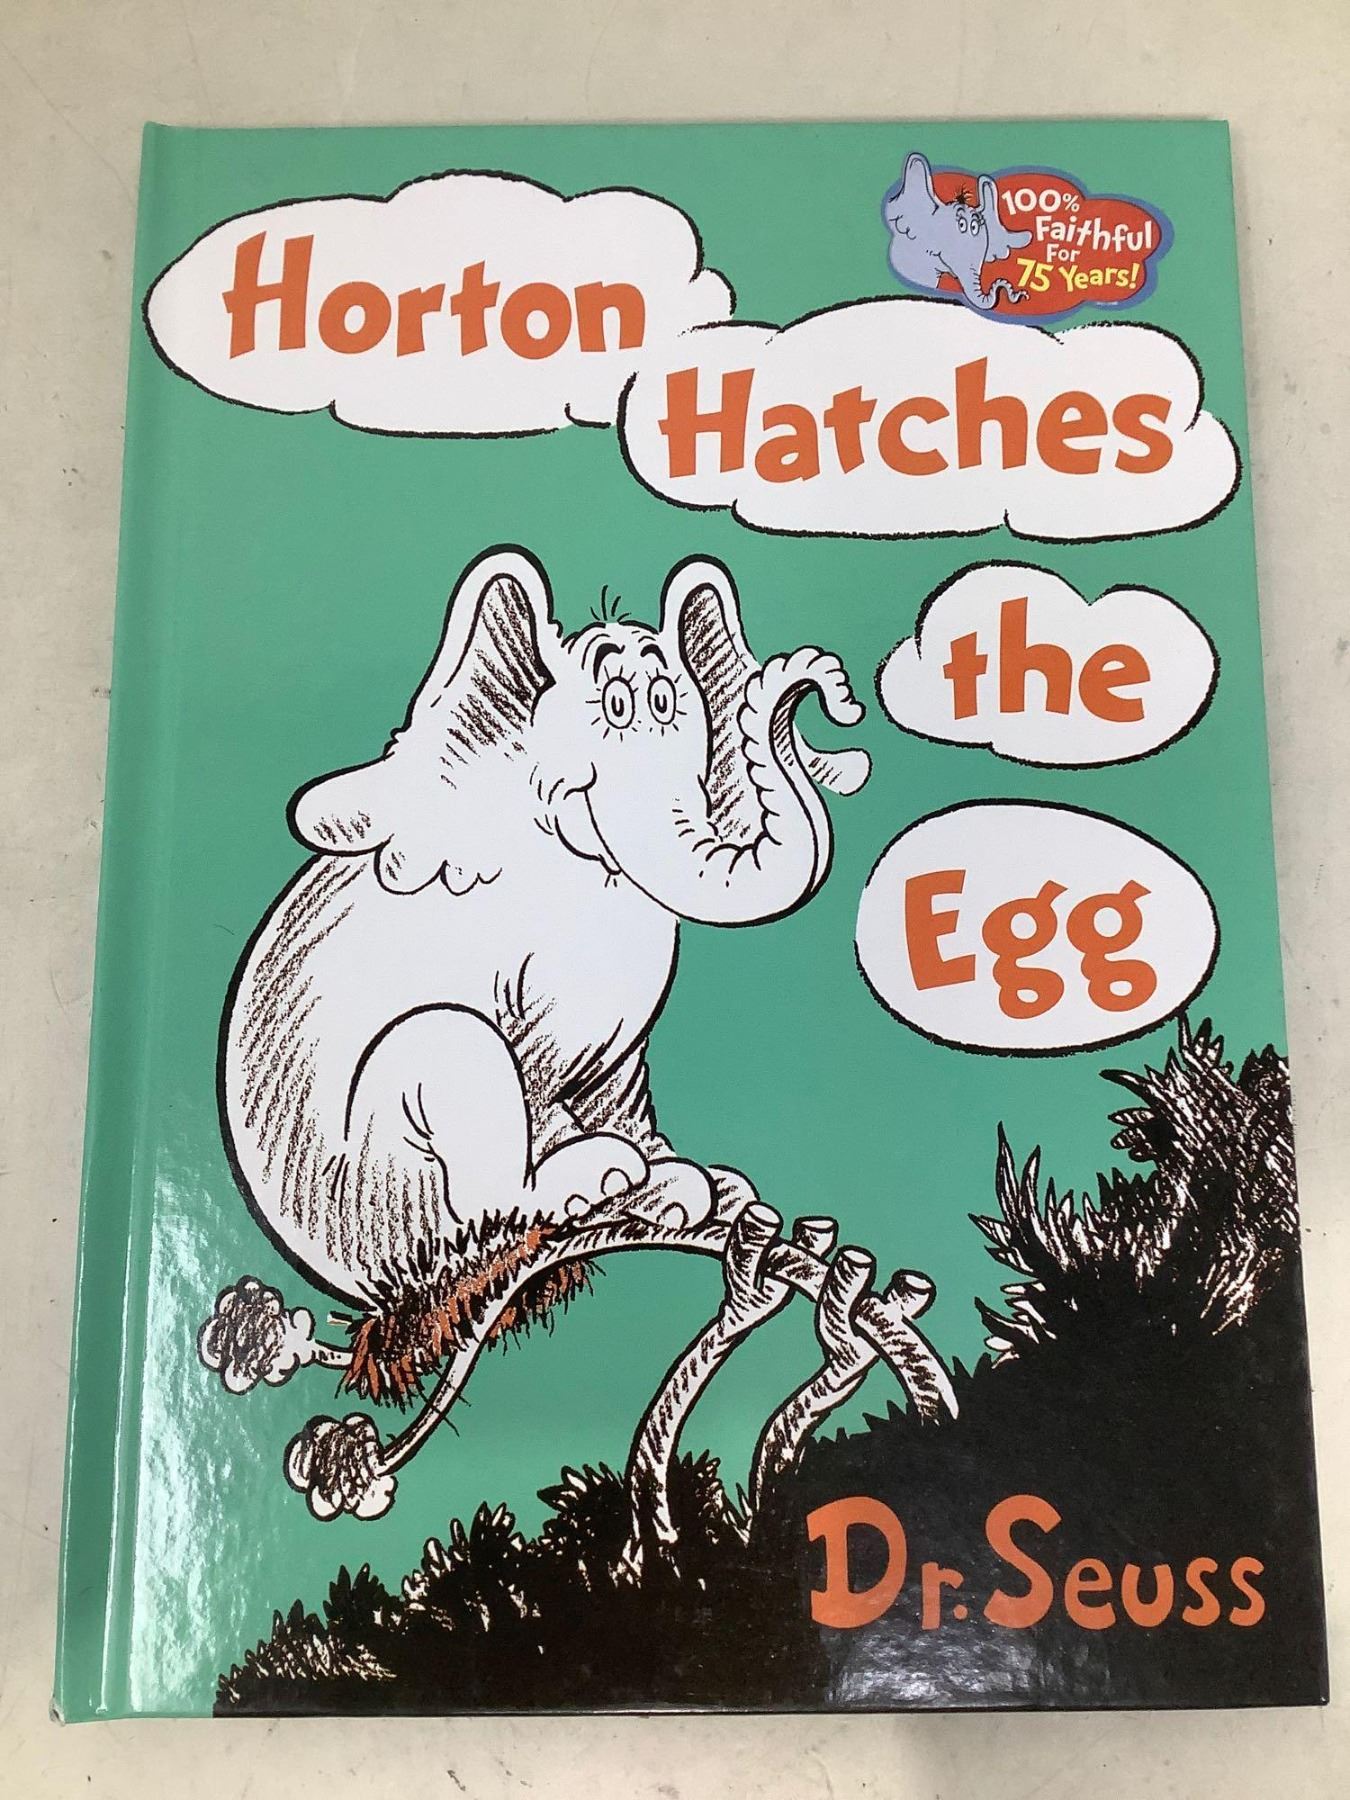 Horton
Hatches
the
Egg
100%
Faithful
For
75 Years!
Dr. Seuss